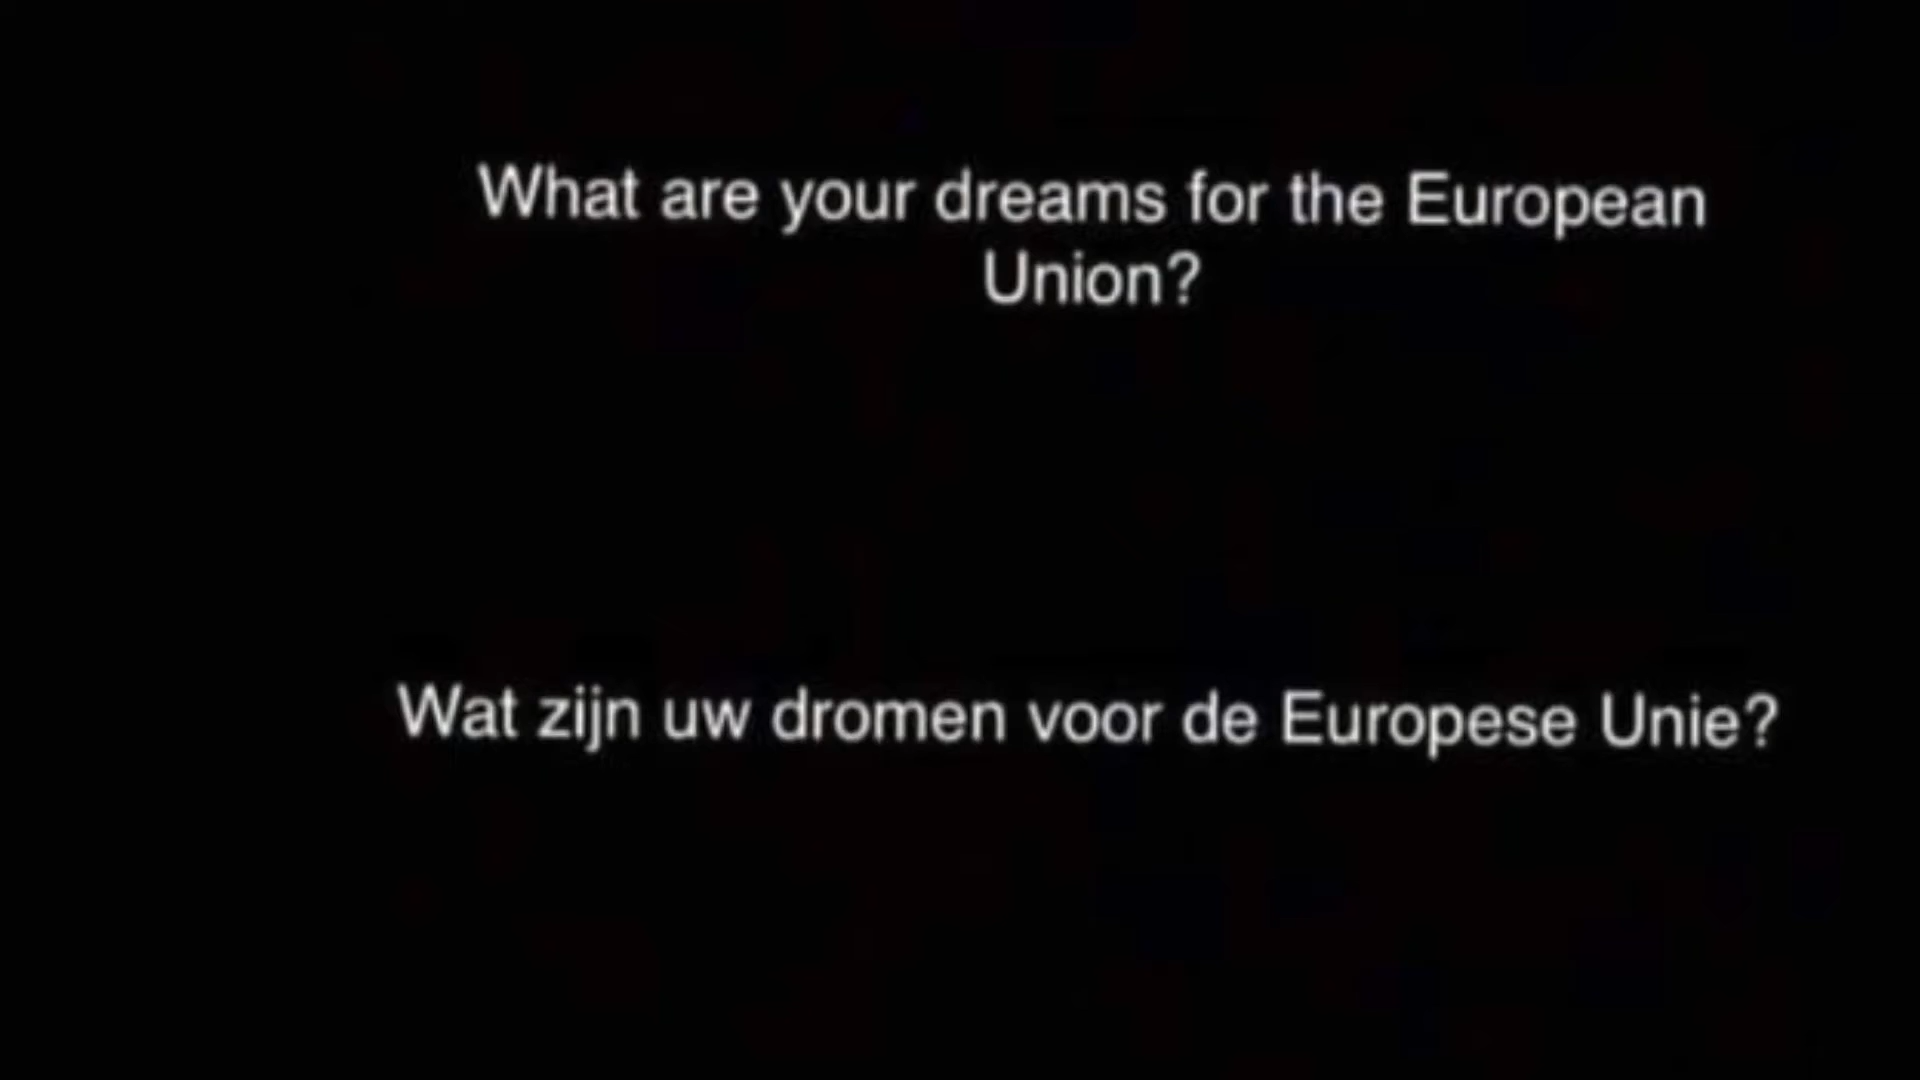 What are your dreams for the European
Union?
Wat zijn uw dromen voor de Europese Unie?